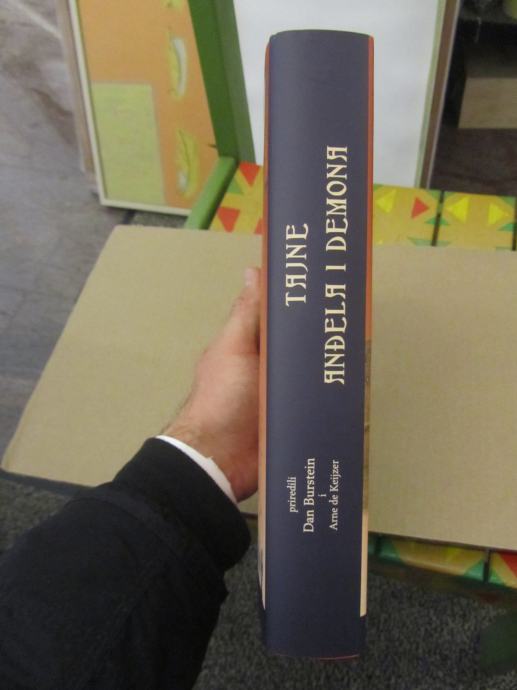 TAJNE
ANĐELA I DEMONA
priredili
Dan Burstein
i
Arne de Keijzer